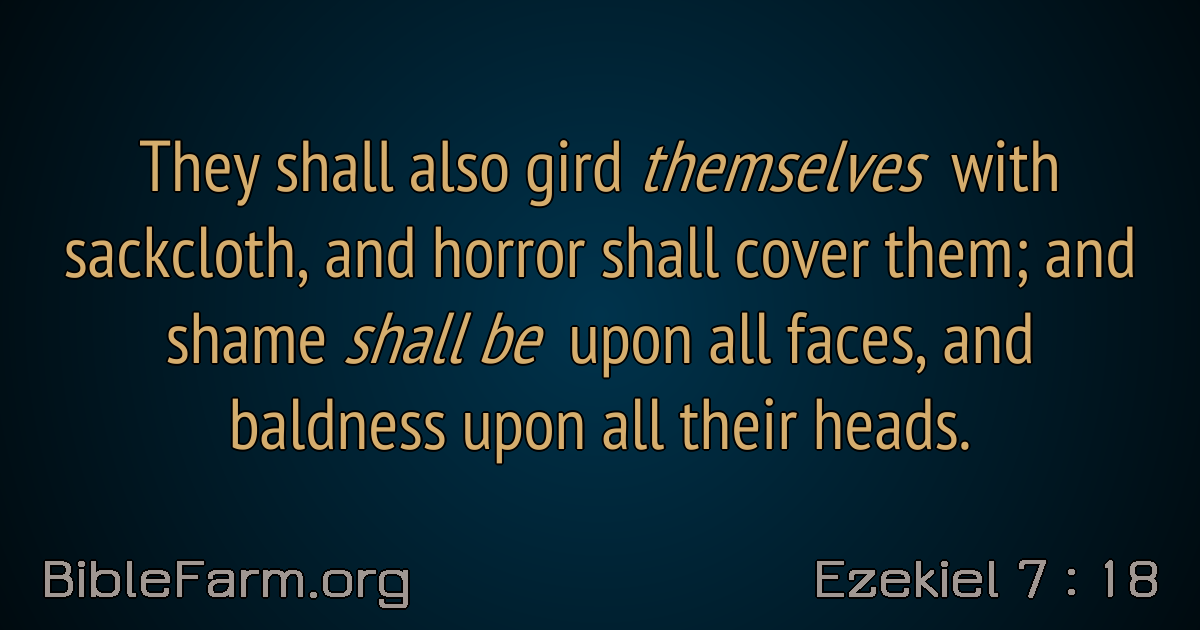 They shall also gird themselves with
sackcloth, and horror shall cover them; and
shame shall be upon all faces, and
baldness upon all their heads.
BibleFarm.org
Ezekiel 7 : 18